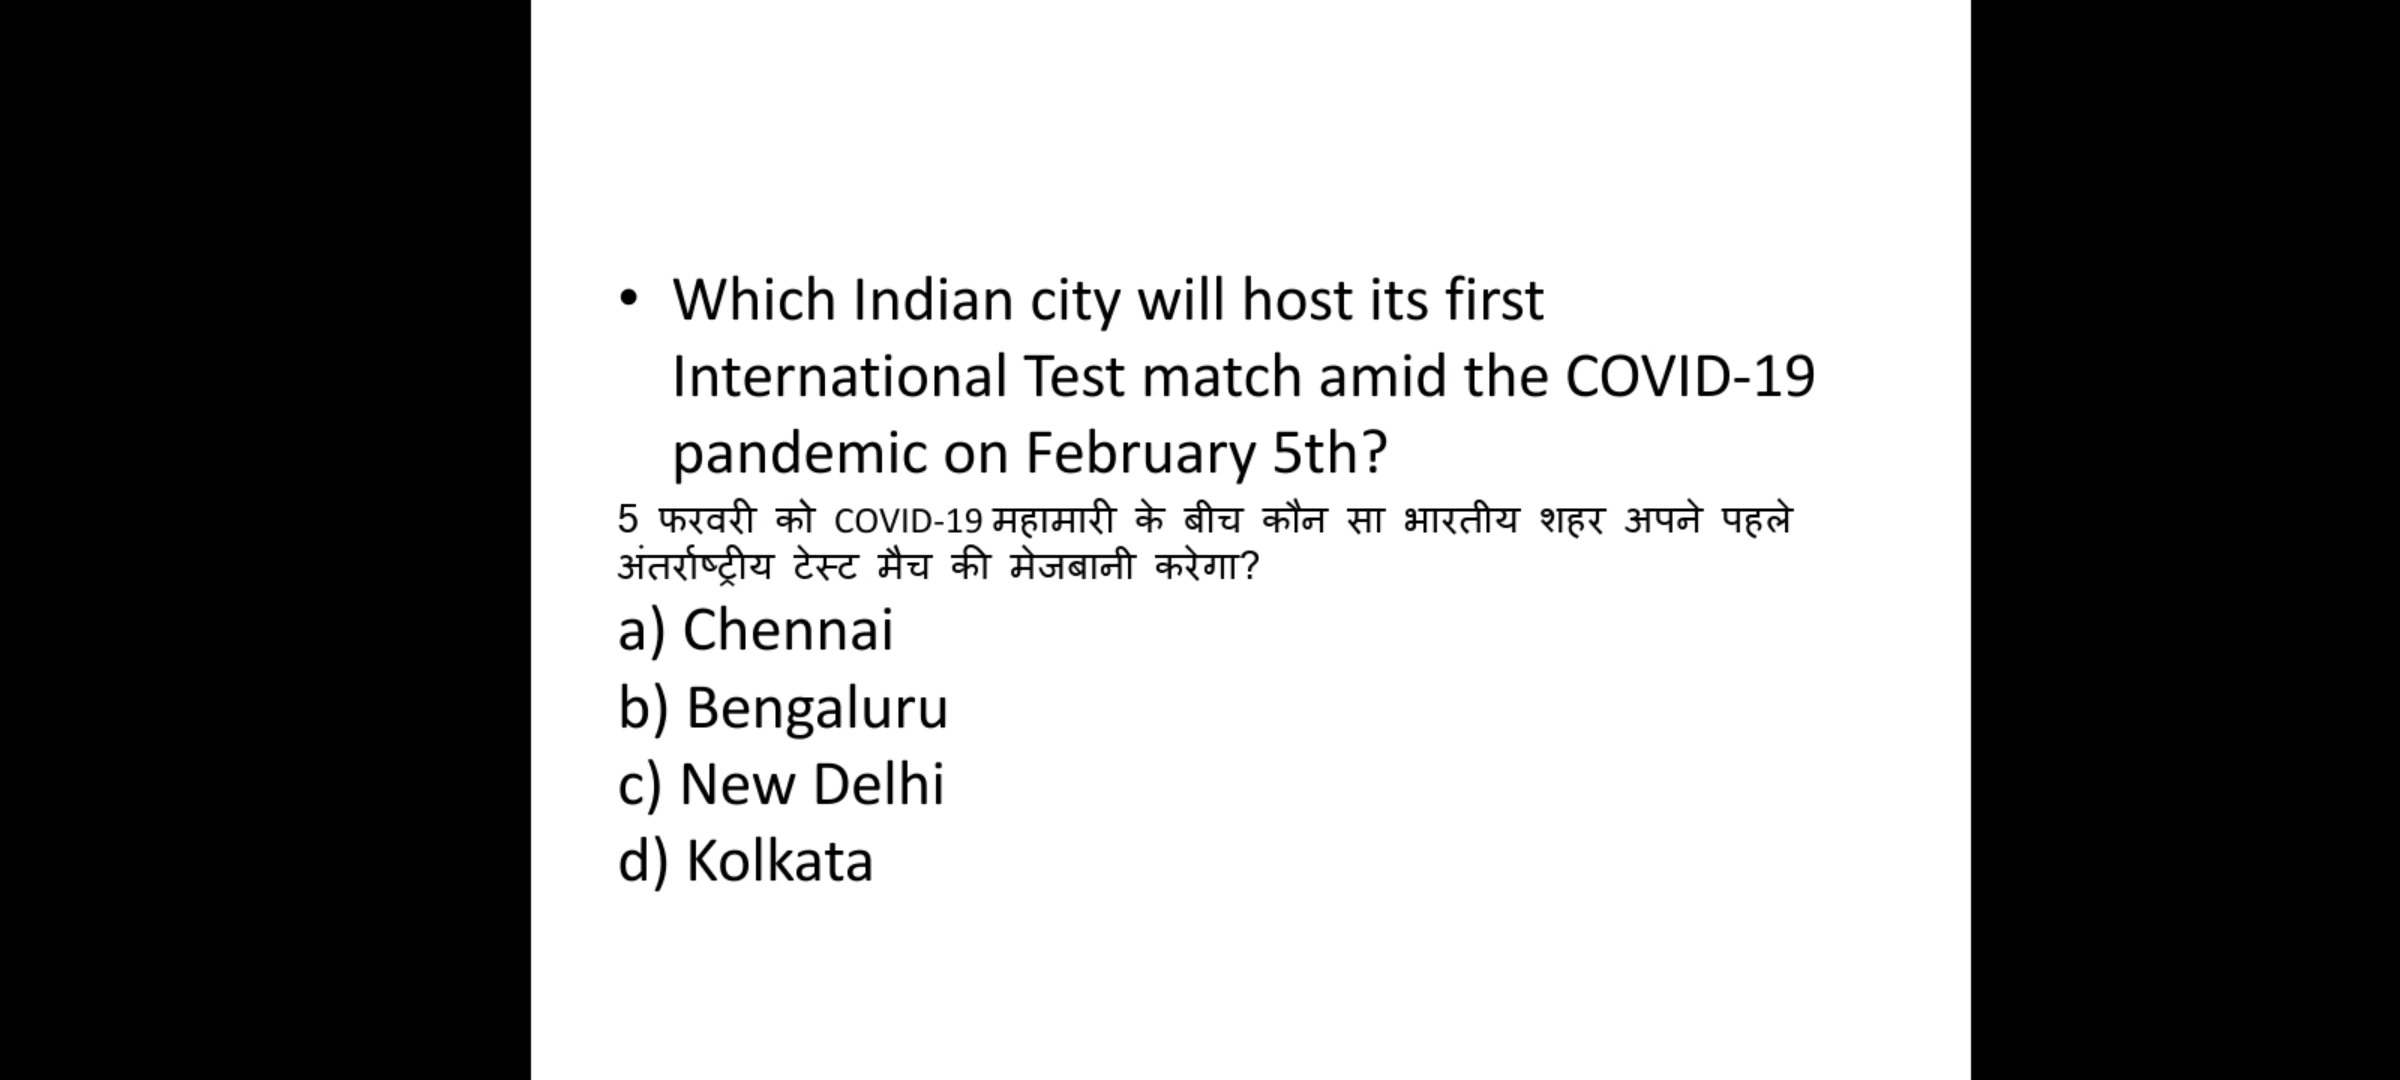 • Which Indian city will host its first
International Test match amid the COVID-19
pandemic on February 5th?
5 फरवरी को COVID-19 महामारी के बीच कौन सा भारतीय शहर अपने पहले
अंतर्राष्ट्रीय टेस्ट मैच की मेजबानी करेगा?
a) Chennai
b) Bengaluru
c) New Delhi
d) Kolkata